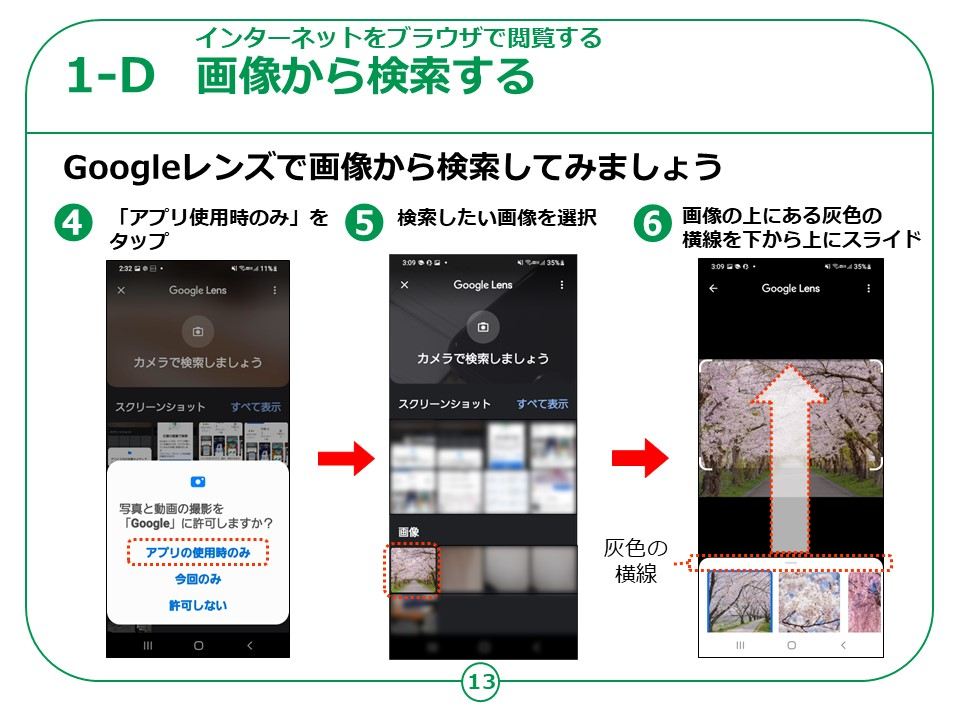 インターネットをブラウザで閲覧する
1-D 画像から検索する
Googleレンズで画像から検索してみましょう
4 「アプリ使用時のみ」を
タップ
2:32 11%
Google Lens
カメラで検索しましょう
スクリーンショット すべて表示
写真と動画の撮影を
「Google」に許可しますか？
アプリの使用時のみ
今回のみ
許可しない
5 検索したい画像を選択
3:09 35%
Google Lens
カメラで検索しましょう
スクリーンショット すべて表示
画像
6 画像の上にある灰色の
横線を下から上にスライド
3:09 35%
Google Lens
灰色の
横線
13